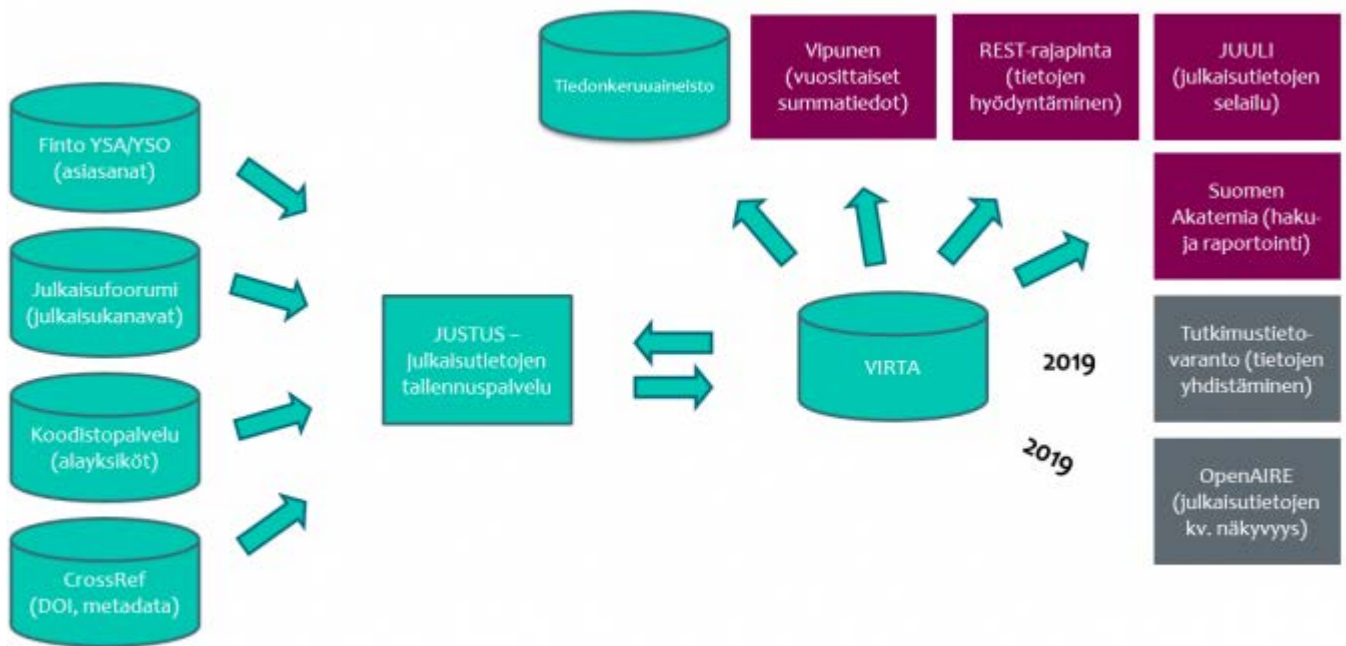 Finto YSA/YSO
(asiasanat)
Julkaisufoorumi
(julkaisukanavat)
Koodistopalvelu
(alayksiköt)
CrossRef
(DOI, metadata)
JUSTUS –
julkaisutietojen
tallennuspalvelu
VIRTA
Tiedonkeruuaineisto
Vipunen
(vuosittaiset
summatiedot)
REST-rajapinta
(tietojen
hyödyntäminen)
JUULI
(julkaisutietojen
selailu)
Suomen
Akatemia (haku-
ja raportointi)
2019
Tutkimustieto-
varanto (tietojen
yhdistäminen)
2019
OpenAIRE
(julkaisutietojen
kv. näkyvyys)